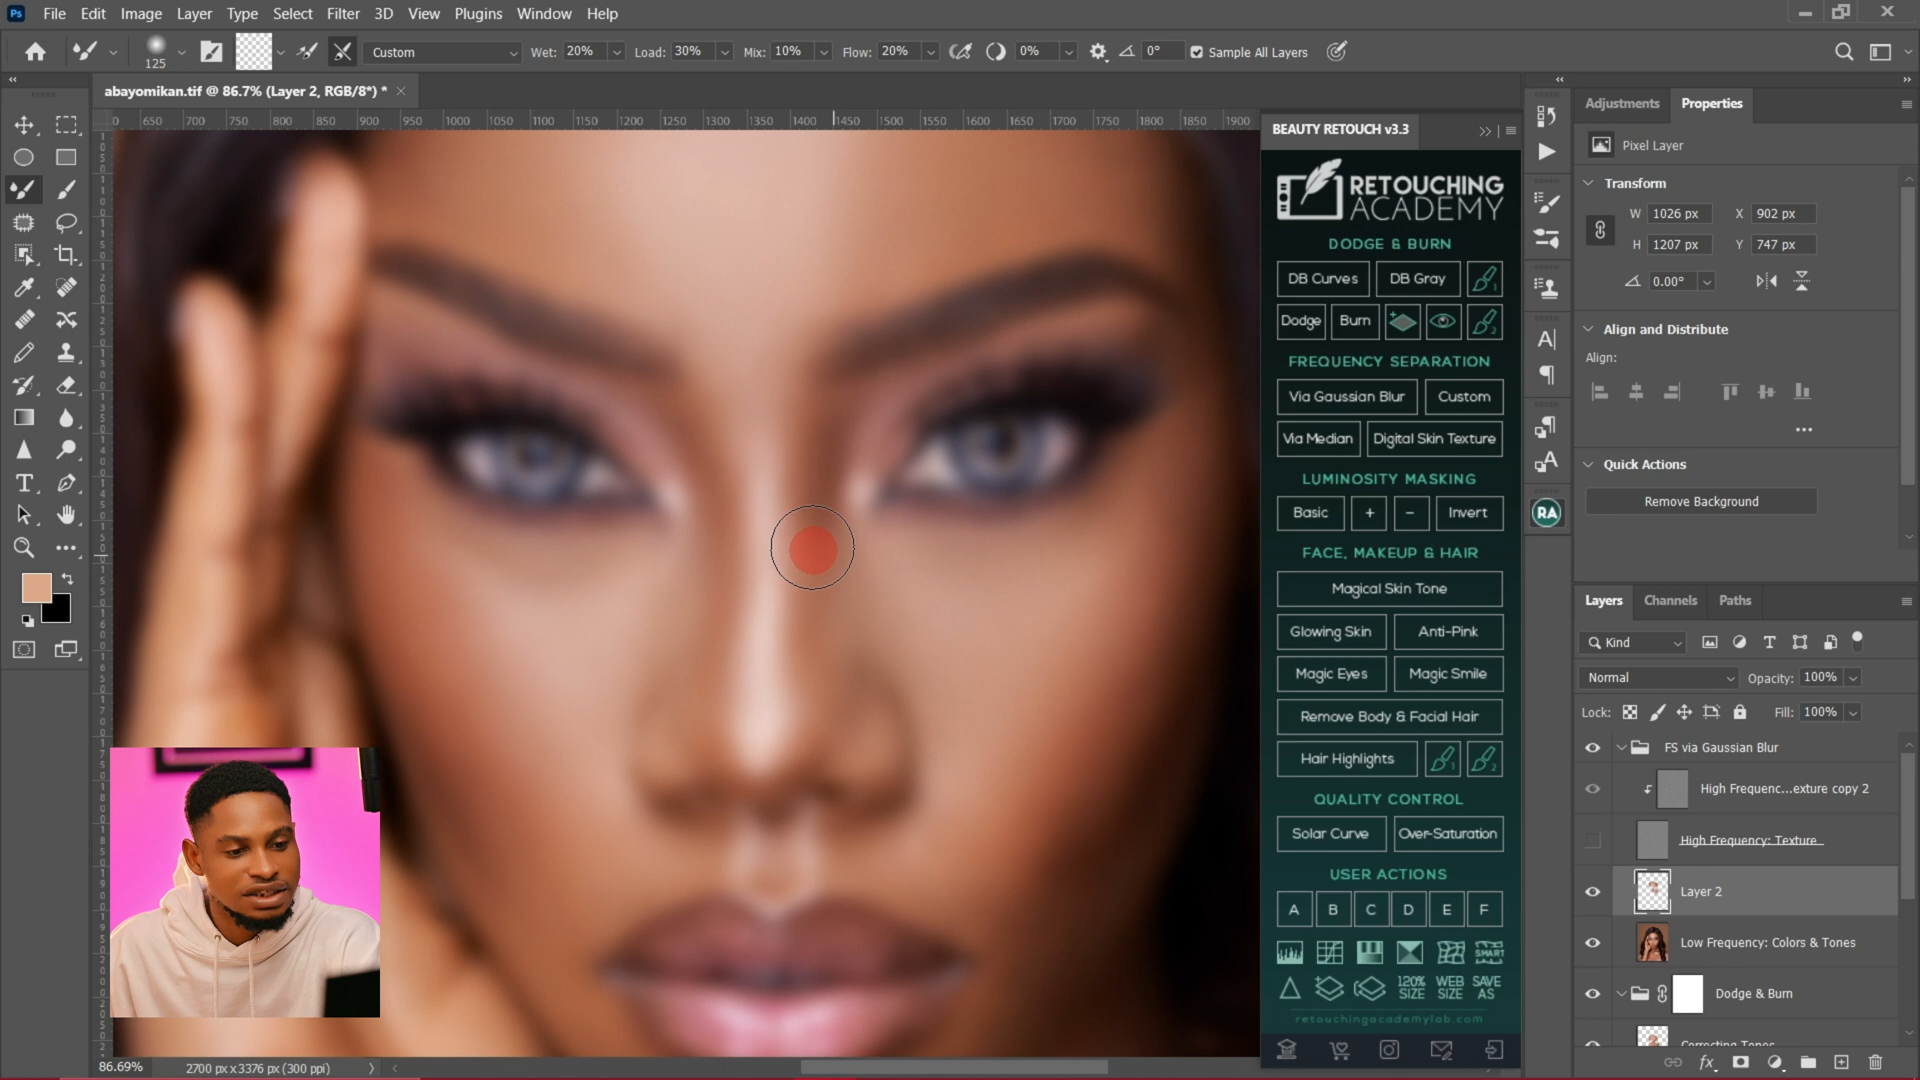 Ps File Edit Image Layer Type Select Filter 3D View Plugins Window Help
125 Custom Wet: 20% Load: 30% Mix: 10% Flow: 20% 0% 0° Sample All Layers
abayomikan.tif @ 86.7% (Layer 2, RGB/8*) *
650 700 750 800 850 900 950 1000 1050 1100 1150 1200 1250 1300 1350 1400 1450 1500 1550 1600 1650 1700 1750 1800 1850 1900
BEAUTY RETOUCH v3.3
RETOUCHING
ACADEMY
DODGE & BURN
DB Curves DB Gray 1
Dodge Burn 2
FREQUENCY SEPARATION
Via Gaussian Blur Custom
Via Median Digital Skin Texture
LUMINOSITY MASKING
Basic + − Invert
FACE, MAKEUP & HAIR
Magical Skin Tone
Glowing Skin Anti-Pink
Magic Eyes Magic Smile
Remove Body & Facial Hair
Hair Highlights 1 2
QUALITY CONTROL
Solar Curve Over-Saturation
USER ACTIONS
A B C D E F
SMART
120% SIZE WEB SIZE SAVE AS
retouchingacademylab.com
RA
Adjustments Properties
Pixel Layer
Transform
W 1026 px X 902 px
H 1207 px Y 747 px
0.00°
Align and Distribute
Align:
Quick Actions
Remove Background
Layers Channels Paths
Kind
Normal Opacity: 100%
Lock: Fill: 100%
FS via Gaussian Blur
High Frequenc...exture copy 2
High Frequency: Texture
Layer 2
Low Frequency: Colors & Tones
Dodge & Burn
Correcting Tones
fx
86.69% 2700 px x 3376 px (300 ppi)